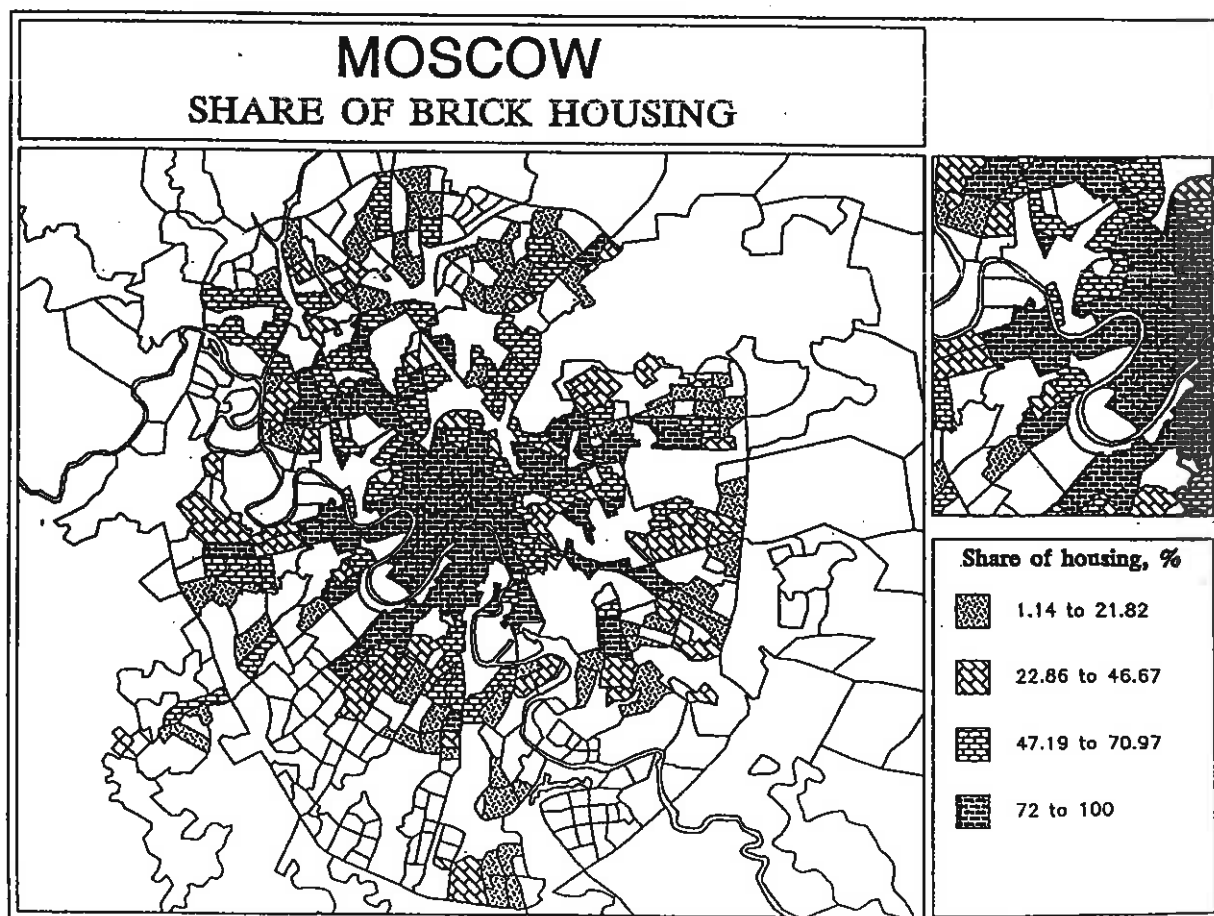 MOSCOW
SHARE OF BRICK HOUSING
Share of housing, %
1.14 to 21.82
22.86 to 46.67
47.19 to 70.97
72 to 100